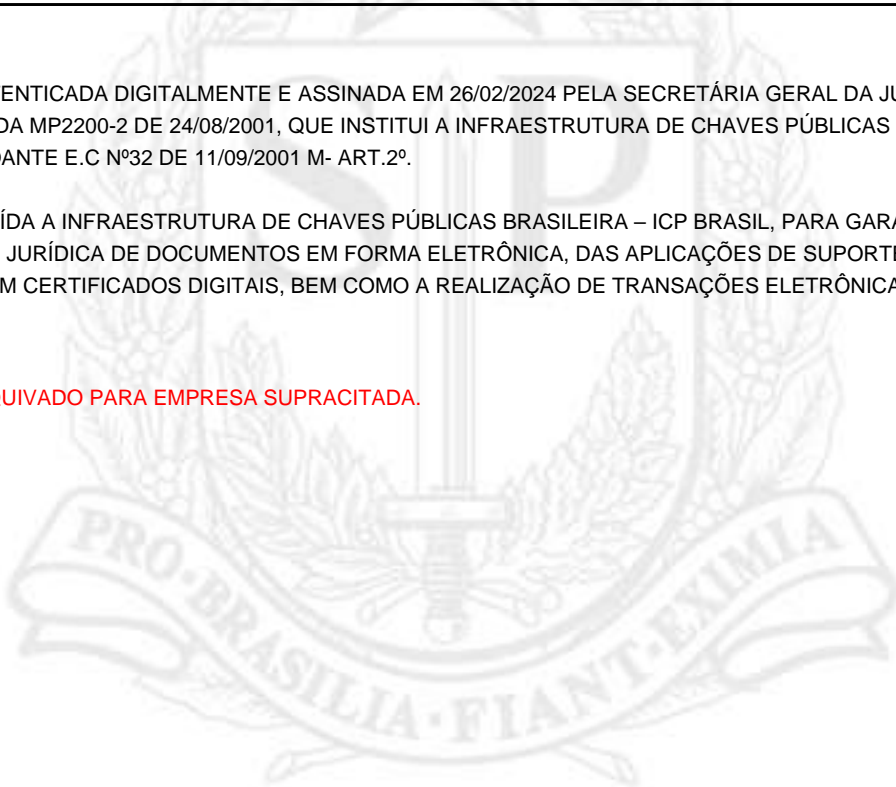 ENTICADA DIGITALMENTE E ASSINADA EM 26/02/2024 PELA SECRETÁRIA GERAL DA JU
DA MP2200-2 DE 24/08/2001, QUE INSTITUI A INFRAESTRUTURA DE CHAVES PÚBLICAS
DANTE E.C Nº32 DE 11/09/2001 M- ART.2º.
ÍDA A INFRAESTRUTURA DE CHAVES PÚBLICAS BRASILEIRA – ICP BRASIL, PARA GARA
JURÍDICA DE DOCUMENTOS EM FORMA ELETRÔNICA, DAS APLICAÇÕES DE SUPORTE
M CERTIFICADOS DIGITAIS, BEM COMO A REALIZAÇÃO DE TRANSAÇÕES ELETRÔNICA
UIVADO PARA EMPRESA SUPRACITADA.
SP
PRO·BRASILIA·FIANT·EXIMIA